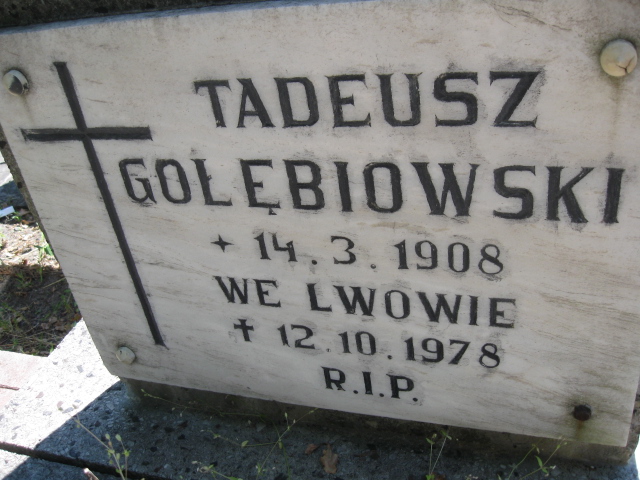 TADEUSZ
GOŁĘBIOWSKI
✦ 14.3.1908
WE LWOWIE
✝ 12.10.1978
R.I.P.